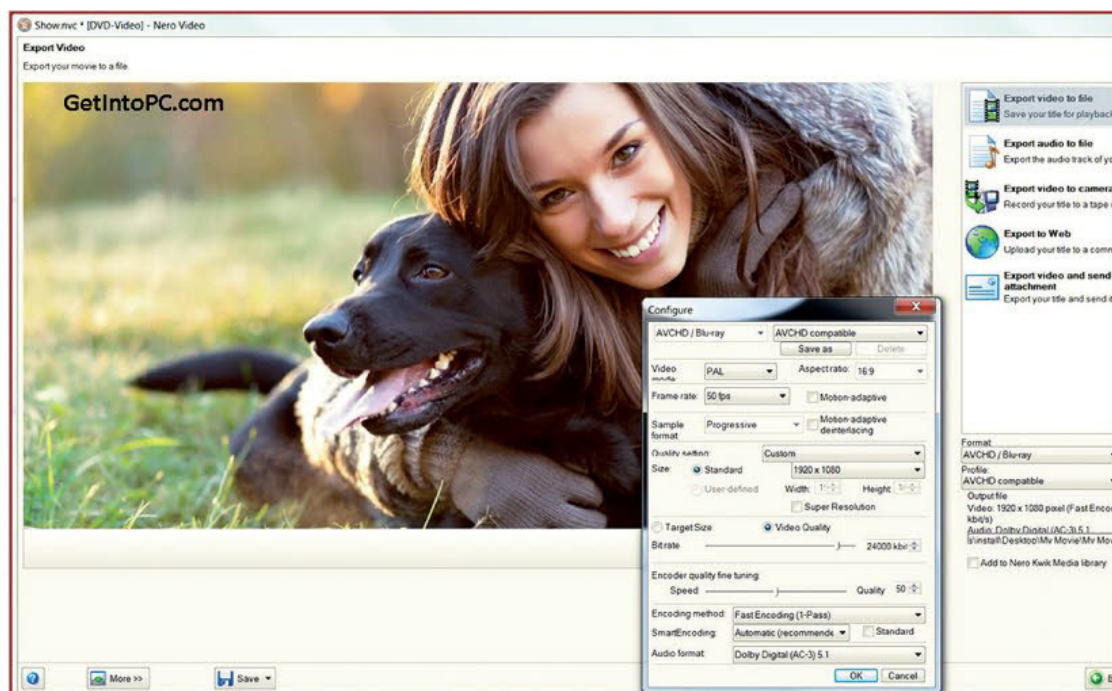 Show.nvc * [DVD-Video] - Nero Video
Export Video
Export your movie to a file
GetIntoPC.com
Export video to file
Save your title for playback
Export audio to file
Export the audio track of
Export video to camera
Record your title to a tape
Export to Web
Upload your title to a
Export video and send
attachment
Export your title and send
Configure
AVCHD / Blu-ray AVCHD compatible
Save as Delete
Video mode: PAL Aspect ratio: 16:9
Frame rate: 50 fps Motion-adaptive
Sample format Progressive Motion-adaptive deinterlacing
Quality setting: Custom
Size: Standard 1920 x 1080
User-defined Width: Height:
Super Resolution
Target Size Video Quality
Bitrate 24000
Encoder quality fine tuning:
Speed Quality 50
Encoding method: Fast Encoding (1-Pass)
SmartEncoding: Automatic Standard
Audio format: Dolby Digital (AC-3) 5.1
OK Cancel
Format
AVCHD / Blu-ray
Profile:
AVCHD compatible
Output file
Video: 1920 x 1080 pixel (Fast
kbit/s)
Audio: Dolby Digital (AC-3) 5.1
\install\Desktop\My Movie\My
Add to Nero Kwik Media library
More >>
Save